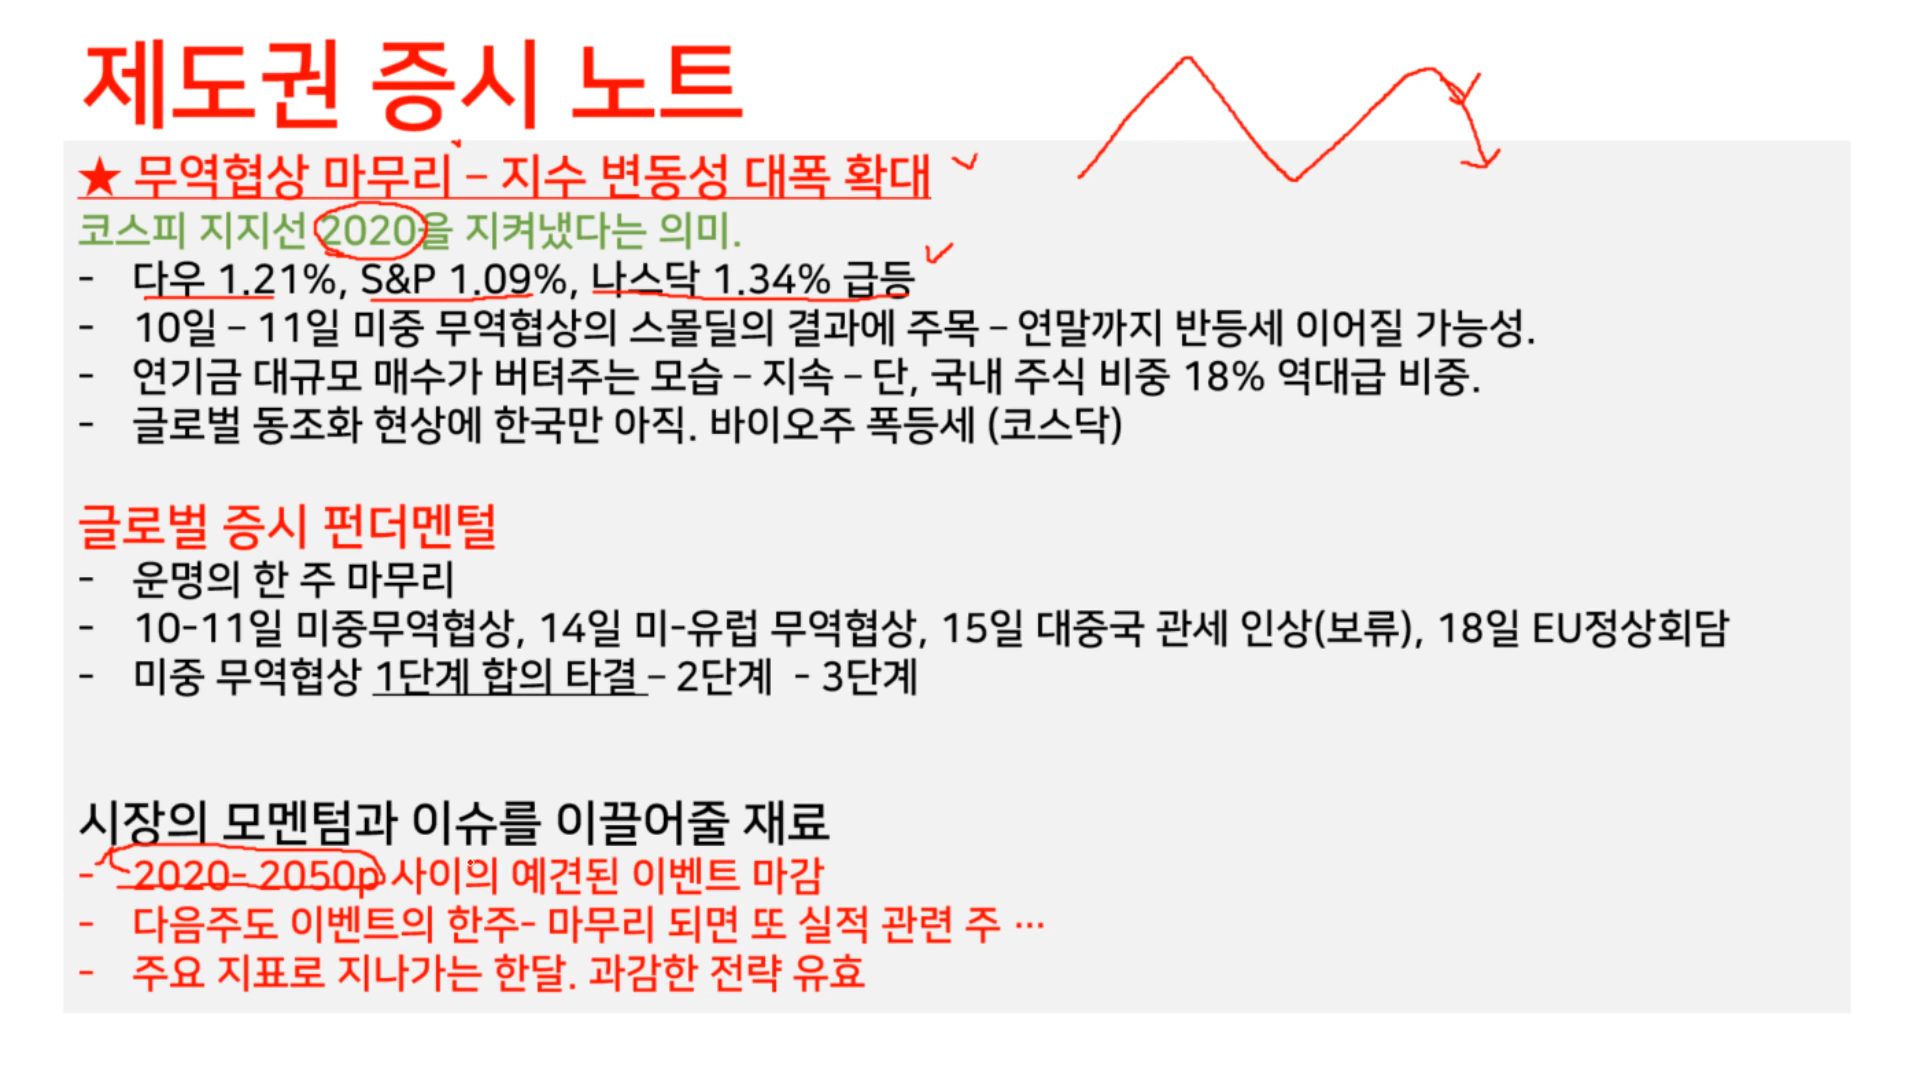 제도권 증시 노트
★ 무역협상 마무리 – 지수 변동성 대폭 확대
코스피 지지선 2020을 지켜냈다는 의미.
- 다우 1.21%, S&P 1.09%, 나스닥 1.34% 급등
- 10일 – 11일 미중 무역협상의 스몰딜의 결과에 주목 – 연말까지 반등세 이어질 가능성.
- 연기금 대규모 매수가 버텨주는 모습 – 지속 – 단, 국내 주식 비중 18% 역대급 비중.
- 글로벌 동조화 현상에 한국만 아직. 바이오주 폭등세 (코스닥)
글로벌 증시 펀더멘털
- 운명의 한 주 마무리
- 10-11일 미중무역협상, 14일 미-유럽 무역협상, 15일 대중국 관세 인상(보류), 18일 EU정상회담
- 미중 무역협상 1단계 합의 타결 – 2단계 - 3단계
시장의 모멘텀과 이슈를 이끌어줄 재료
- 2020- 2050p 사이의 예견된 이벤트 마감
- 다음주도 이벤트의 한주- 마무리 되면 또 실적 관련 주 ···
- 주요 지표로 지나가는 한달. 과감한 전략 유효